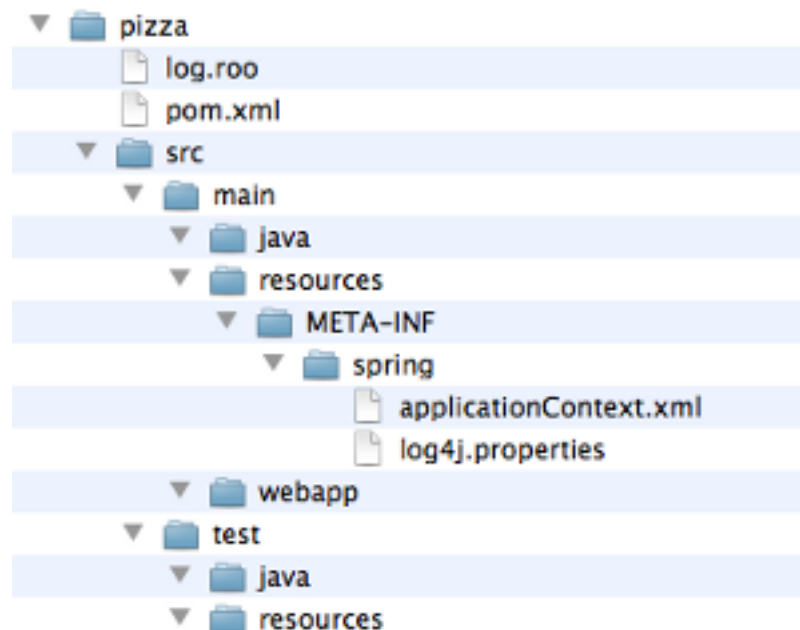 pizza
log.roo
pom.xml
src
main
java
resources
META-INF
spring
applicationContext.xml
log4j.properties
webapp
test
java
resources